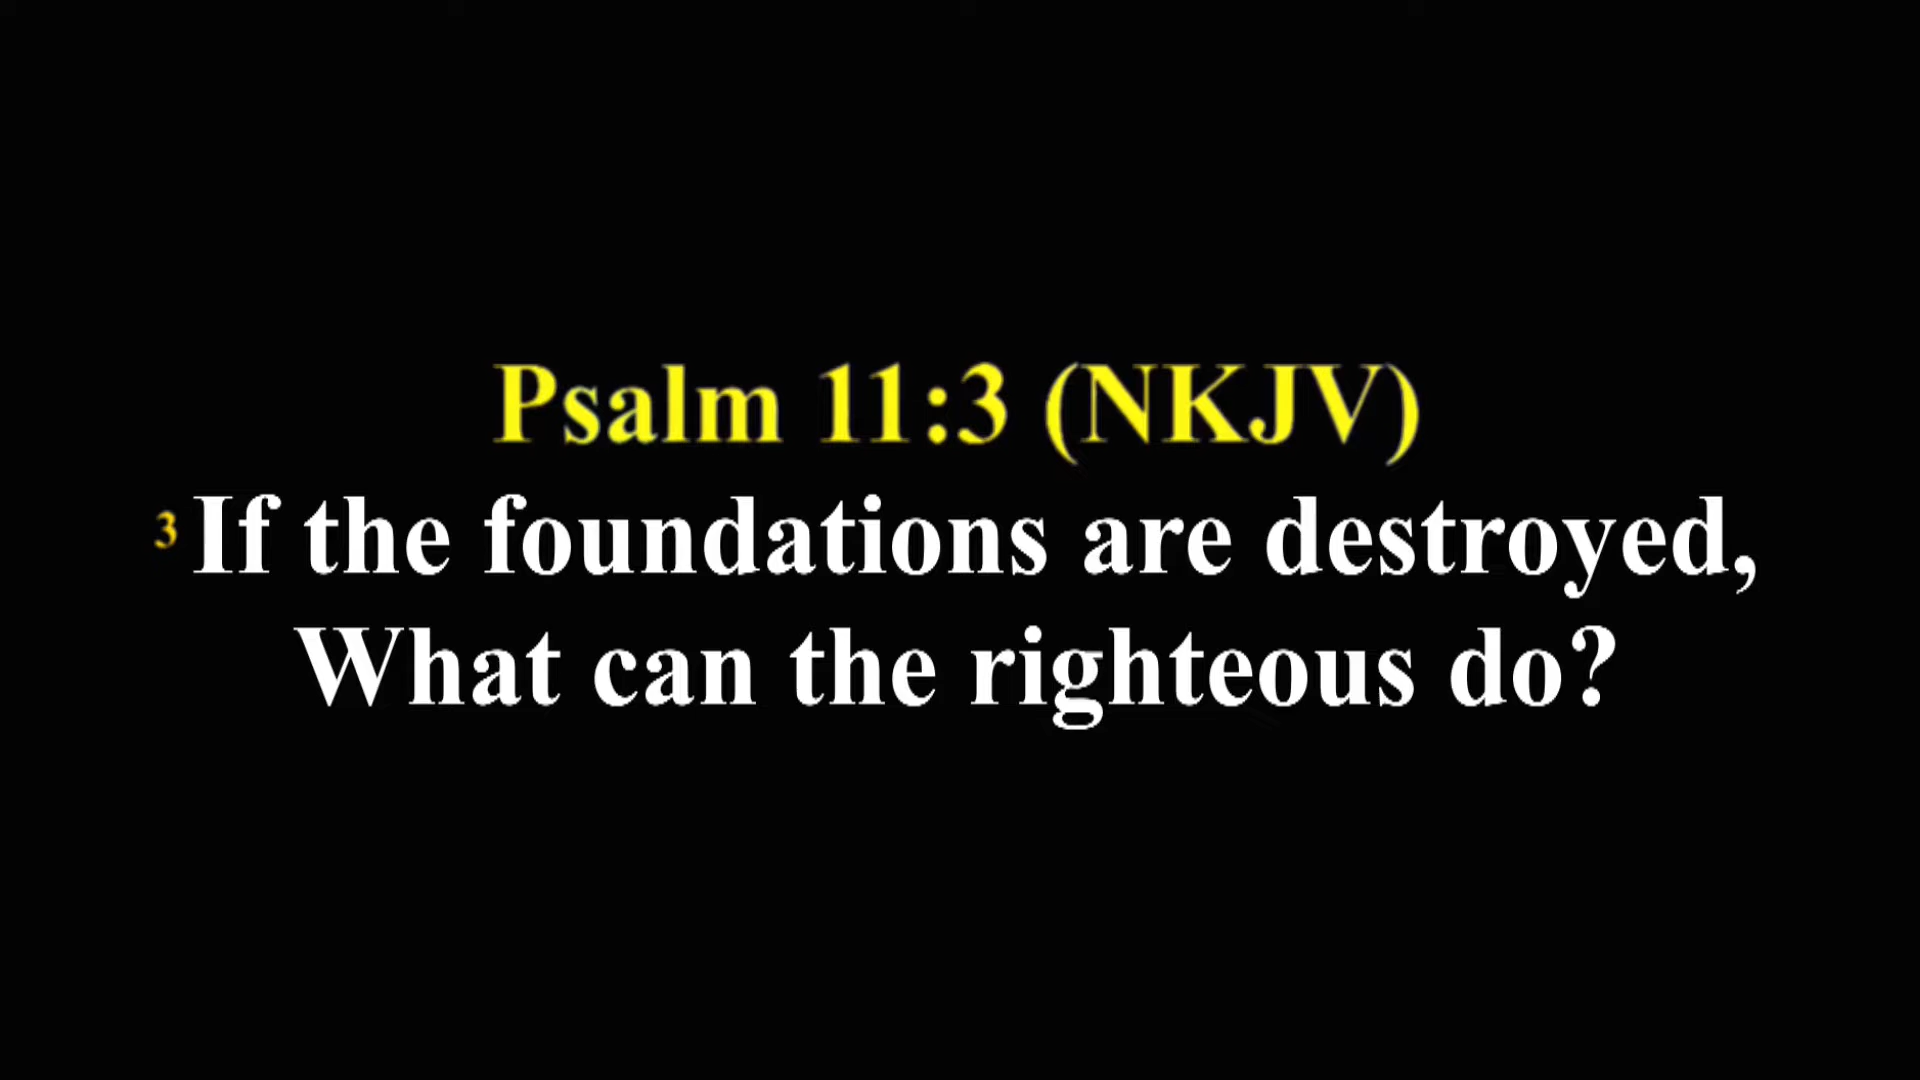 Psalm 11:3 (NKJV)
3 If the foundations are destroyed,
What can the righteous do?